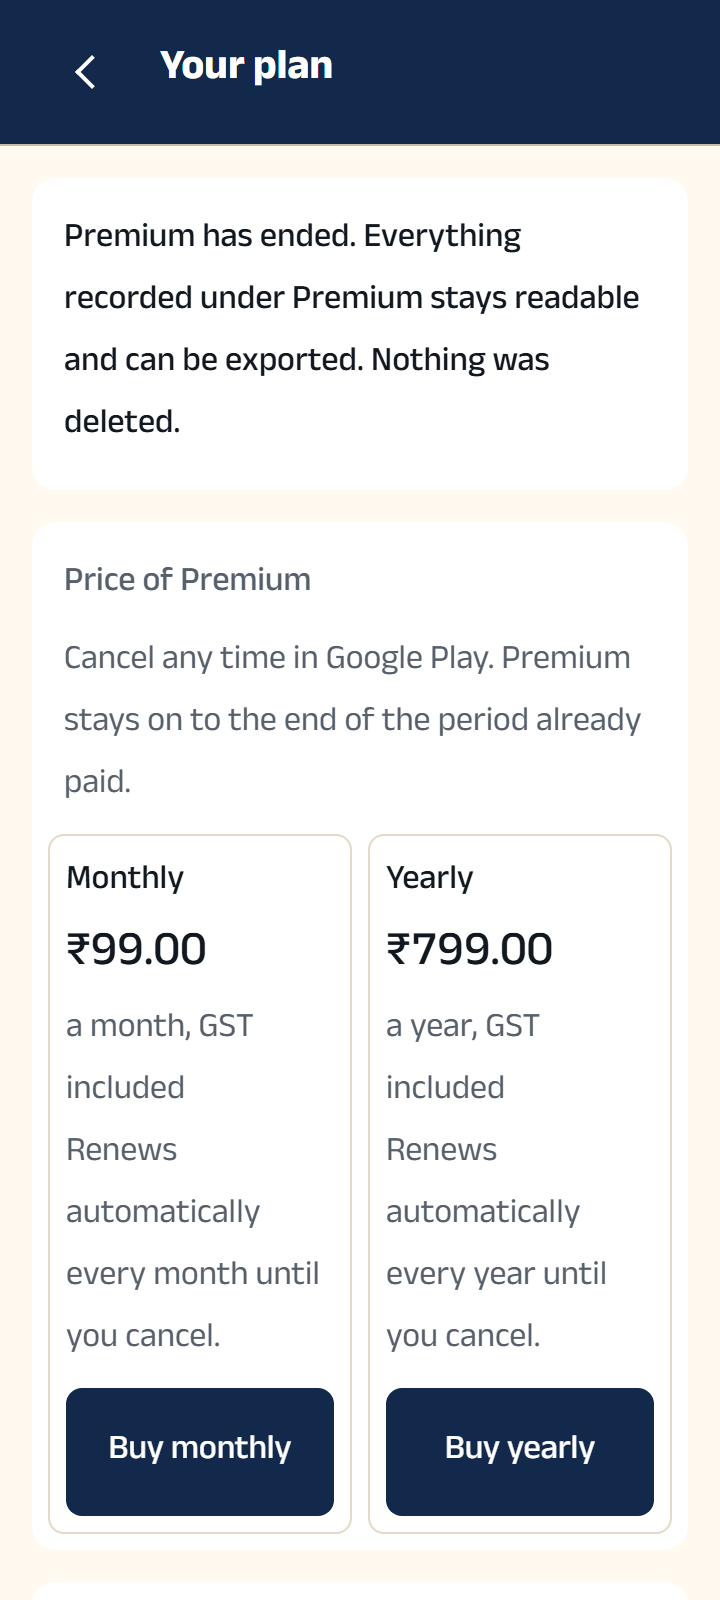 Your plan
Premium has ended. Everything
recorded under Premium stays readable
and can be exported. Nothing was
deleted.
Price of Premium
Cancel any time in Google Play. Premium
stays on to the end of the period already
paid.
Monthly
₹99.00
a month, GST
included
Renews
automatically
every month until
you cancel.
Buy monthly
Yearly
₹799.00
a year, GST
included
Renews
automatically
every year until
you cancel.
Buy yearly